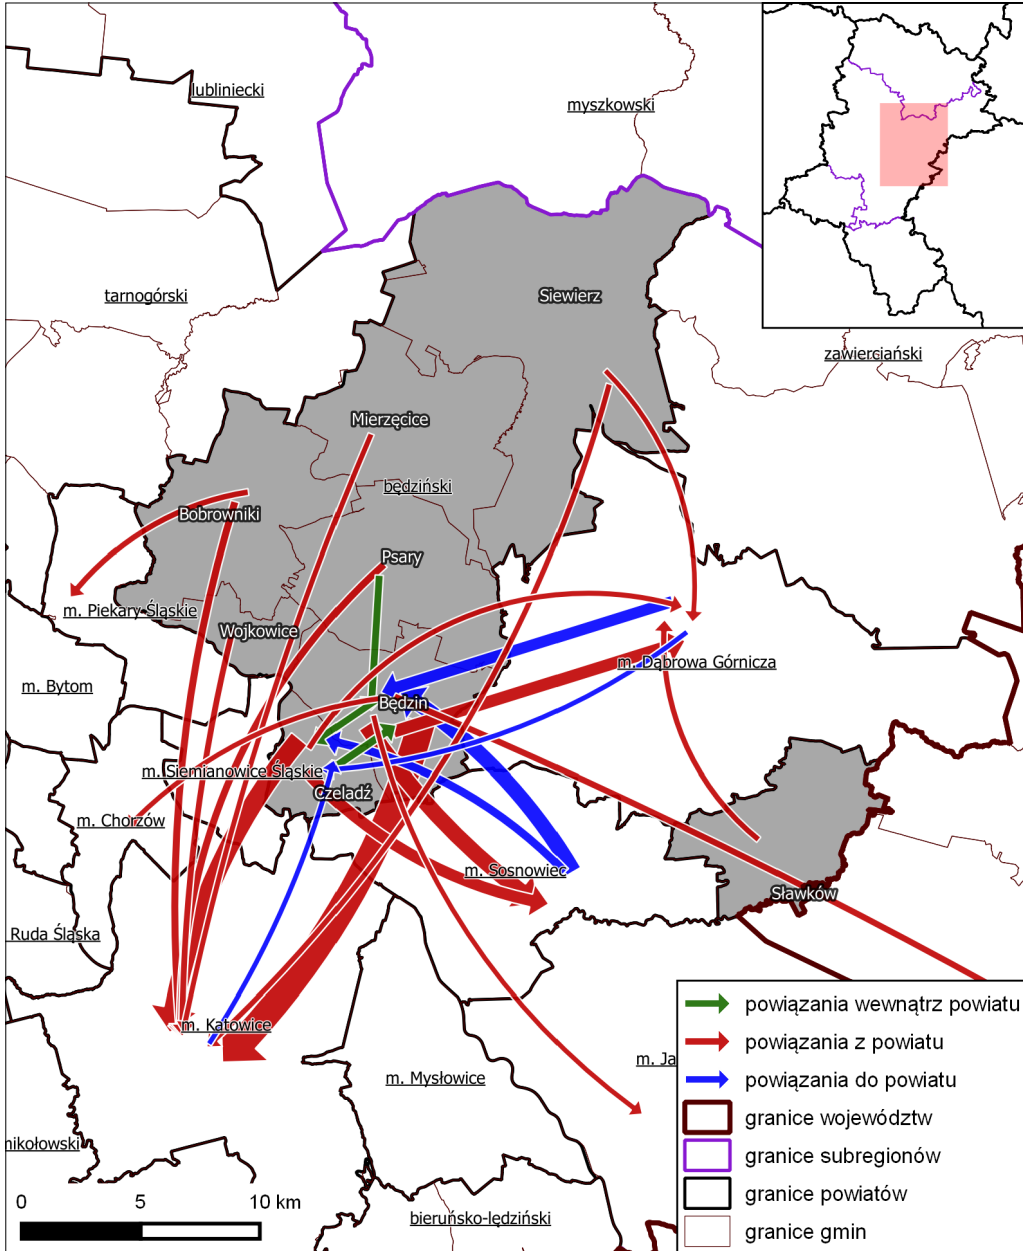 lubliniecki
myszkowski
tarnogórski
Siewierz
zawierciański
Mierzęcice
będziński
Bobrowniki
Psary
m. Piekary Śląskie
Wojkowice
m. Dąbrowa Górnicza
m. Bytom
Będzin
m. Siemianowice Śląskie
Czeladź
m. Chorzów
m. Sosnowiec
Sławków
Ruda Śląska
m. Katowice
m. Ja
m. Mysłowice
mikołowski
bieruńsko-lędziński
0 5 10 km
powiązania wewnątrz powiatu
powiązania z powiatu
powiązania do powiatu
granice województw
granice subregionów
granice powiatów
granice gmin